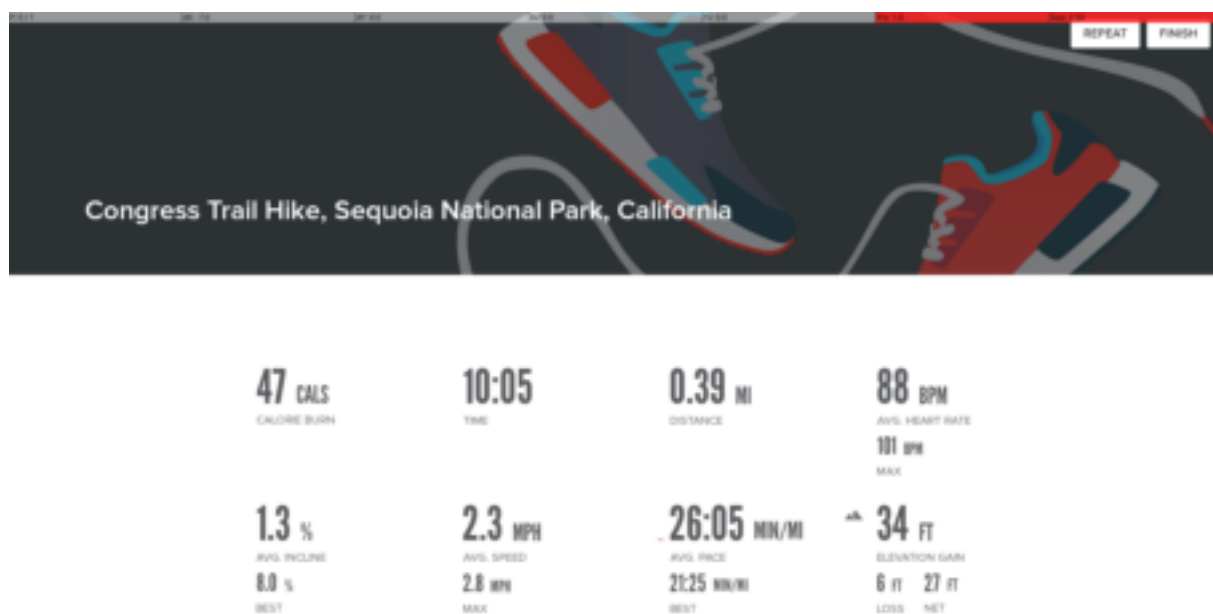 REPEAT FINISH
Congress Trail Hike, Sequoia National Park, California
47 CALS 10:05 0.39 MI 88 BPM
CALORIE BURN TIME DISTANCE AVG. HEART RATE
101 BPM
MAX
1.3 % 2.3 MPH 26:05 MIN/MI 34 FT
AVG. INCLINE AVG. SPEED AVG. PACE ELEVATION GAIN
8.0 % 2.8 MPH 21:25 MIN/MI 6 FT 27 FT
BEST MAX BEST LOSS NET